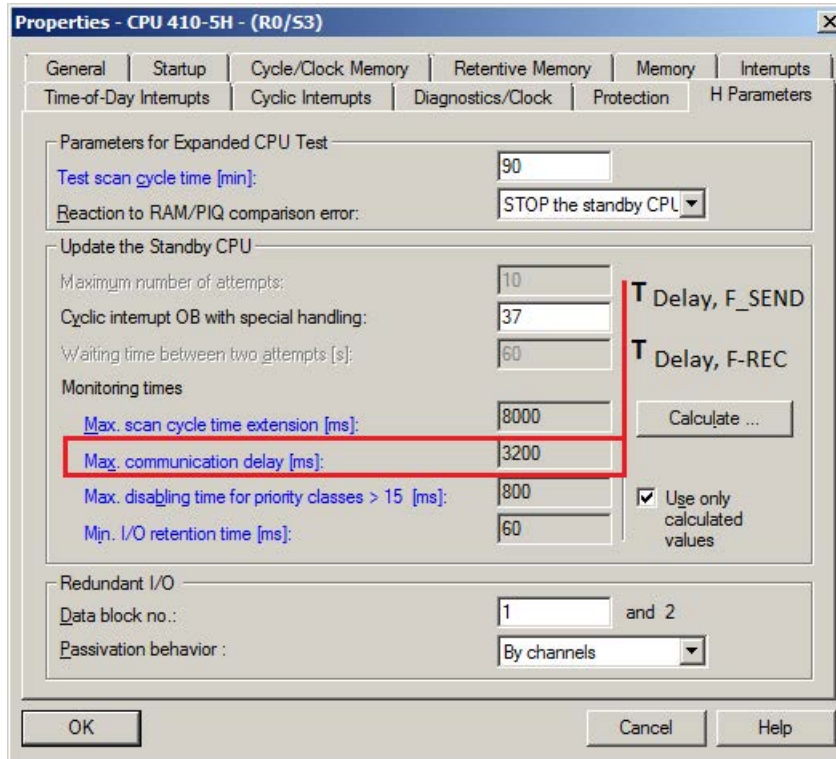 Properties - CPU 410-5H - (R0/S3)
General Startup Cycle/Clock Memory Retentive Memory Memory Interrupts
Time-of-Day Interrupts Cyclic Interrupts Diagnostics/Clock Protection H Parameters
Parameters for Expanded CPU Test
Test scan cycle time [min]: 90
Reaction to RAM/PIQ comparison error: STOP the standby CPU
Update the Standby CPU
Maximum number of attempts: 10
T Delay, F_SEND
Cyclic interrupt OB with special handling: 37
Waiting time between two attempts [s]: 60
T Delay, F-REC
Monitoring times
Max. scan cycle time extension [ms]: 8000
Calculate ...
Max. communication delay [ms]: 3200
Max. disabling time for priority classes > 15 [ms]: 800
Use only
calculated
values
Min. I/O retention time [ms]: 60
Redundant I/O
Data block no.: 1 and 2
Passivation behavior : By channels
OK Cancel Help